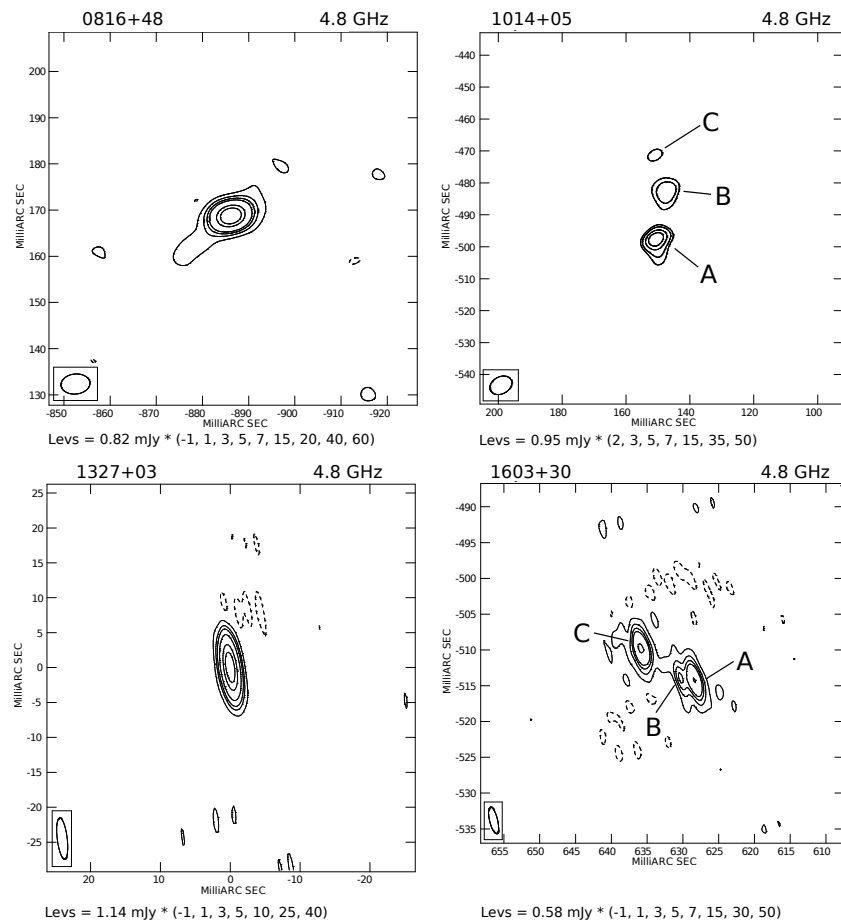 0816+48 4.8 GHz
200
190
180
170
160
150
140
130
MilliARC SEC
-850 -860 -870 -880 -890 -900 -910 -920
MilliARC SEC
Levs = 0.82 mJy * (-1, 1, 3, 5, 7, 15, 20, 40, 60)
1014+05 4.8 GHz
-440
-450
-460
-470
-480
-490
-500
-510
-520
-530
-540
MilliARC SEC
C
B
A
200 180 160 140 120 100
MilliARC SEC
Levs = 0.95 mJy * (2, 3, 5, 7, 15, 35, 50)
1327+03 4.8 GHz
25
20
15
10
5
0
-5
-10
-15
-20
-25
MilliARC SEC
20 10 0 -10 -20
MilliARC SEC
Levs = 1.14 mJy * (-1, 1, 3, 5, 10, 25, 40)
1603+30 4.8 GHz
-490
-495
-500
-505
-510
-515
-520
-525
-530
-535
MilliARC SEC
C
A
B
655 650 645 640 635 630 625 620 615 610
MilliARC SEC
Levs = 0.58 mJy * (-1, 1, 3, 5, 7, 15, 30, 50)